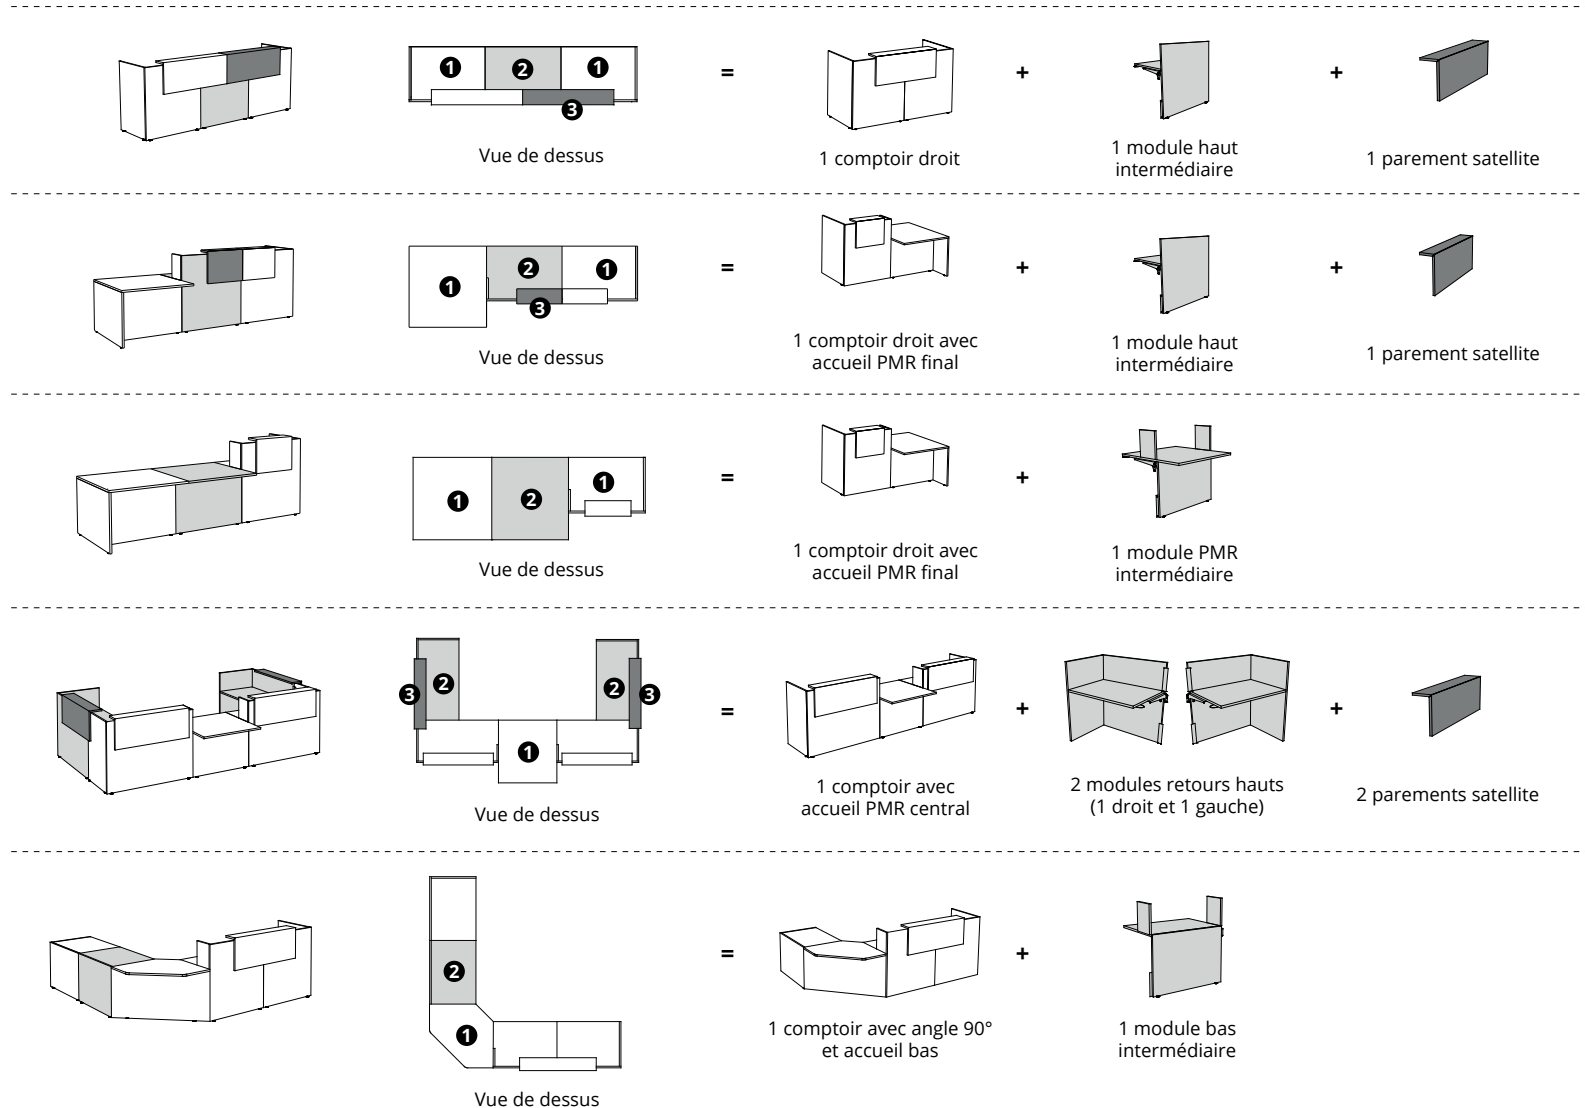 1 2 1
3
=
+
+
Vue de dessus
1 comptoir droit
1 module haut
intermédiaire
1 parement satellite
1 2 1
3
=
+
+
Vue de dessus
1 comptoir droit avec
accueil PMR final
1 module haut
intermédiaire
1 parement satellite
1 2 1
=
+
Vue de dessus
1 comptoir droit avec
accueil PMR final
1 module PMR
intermédiaire
3 2 2 3
1
=
+
+
Vue de dessus
1 comptoir avec
accueil PMR central
2 modules retours hauts
(1 droit et 1 gauche)
2 parements satellite
2
1
=
+
Vue de dessus
1 comptoir avec angle 90°
et accueil bas
1 module bas
intermédiaire